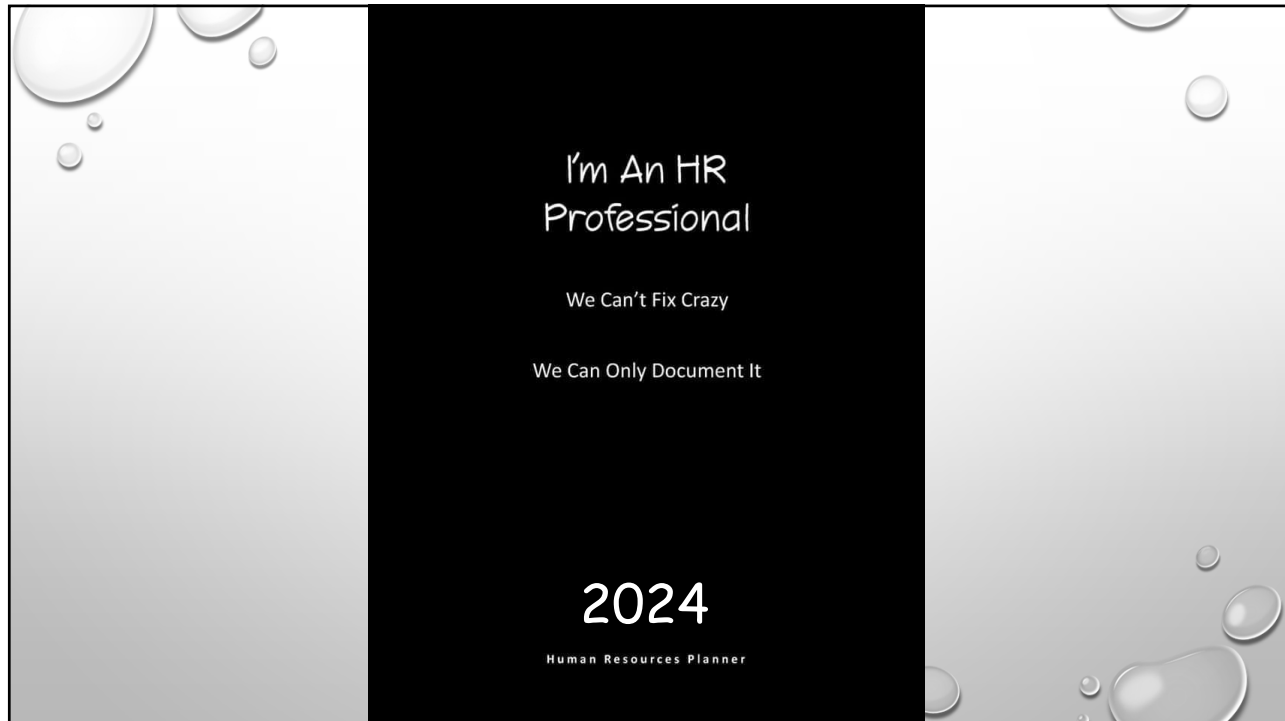 I'm An HR
Professional
We Can’t Fix Crazy
We Can Only Document It
2024
Human Resources Planner